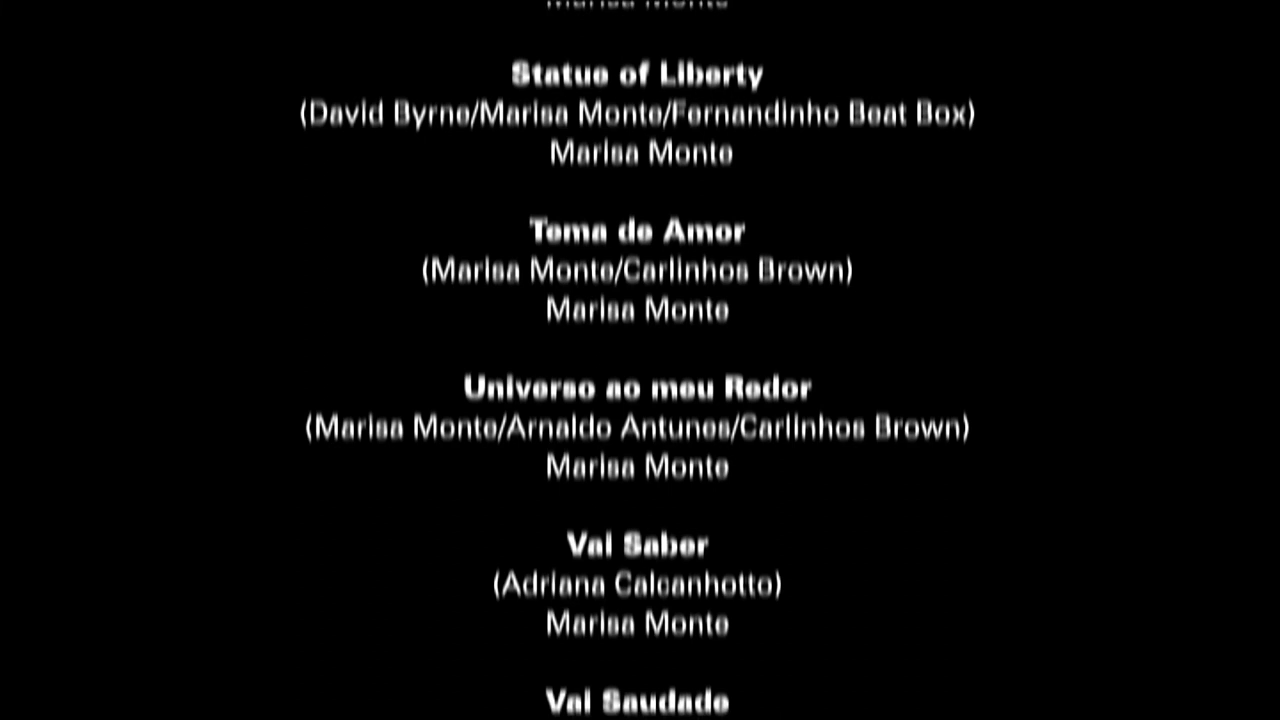 Marisa Monte
Statue of Liberty
(David Byrne/Marisa Monte/Fernandinho Beat Box)
Marisa Monte
Tema de Amor
(Marisa Monte/Carlinhos Brown)
Marisa Monte
Universo ao meu Redor
(Marisa Monte/Arnaldo Antunes/Carlinhos Brown)
Marisa Monte
Vai Saber
(Adriana Calcanhotto)
Marisa Monte
Vai Saudade